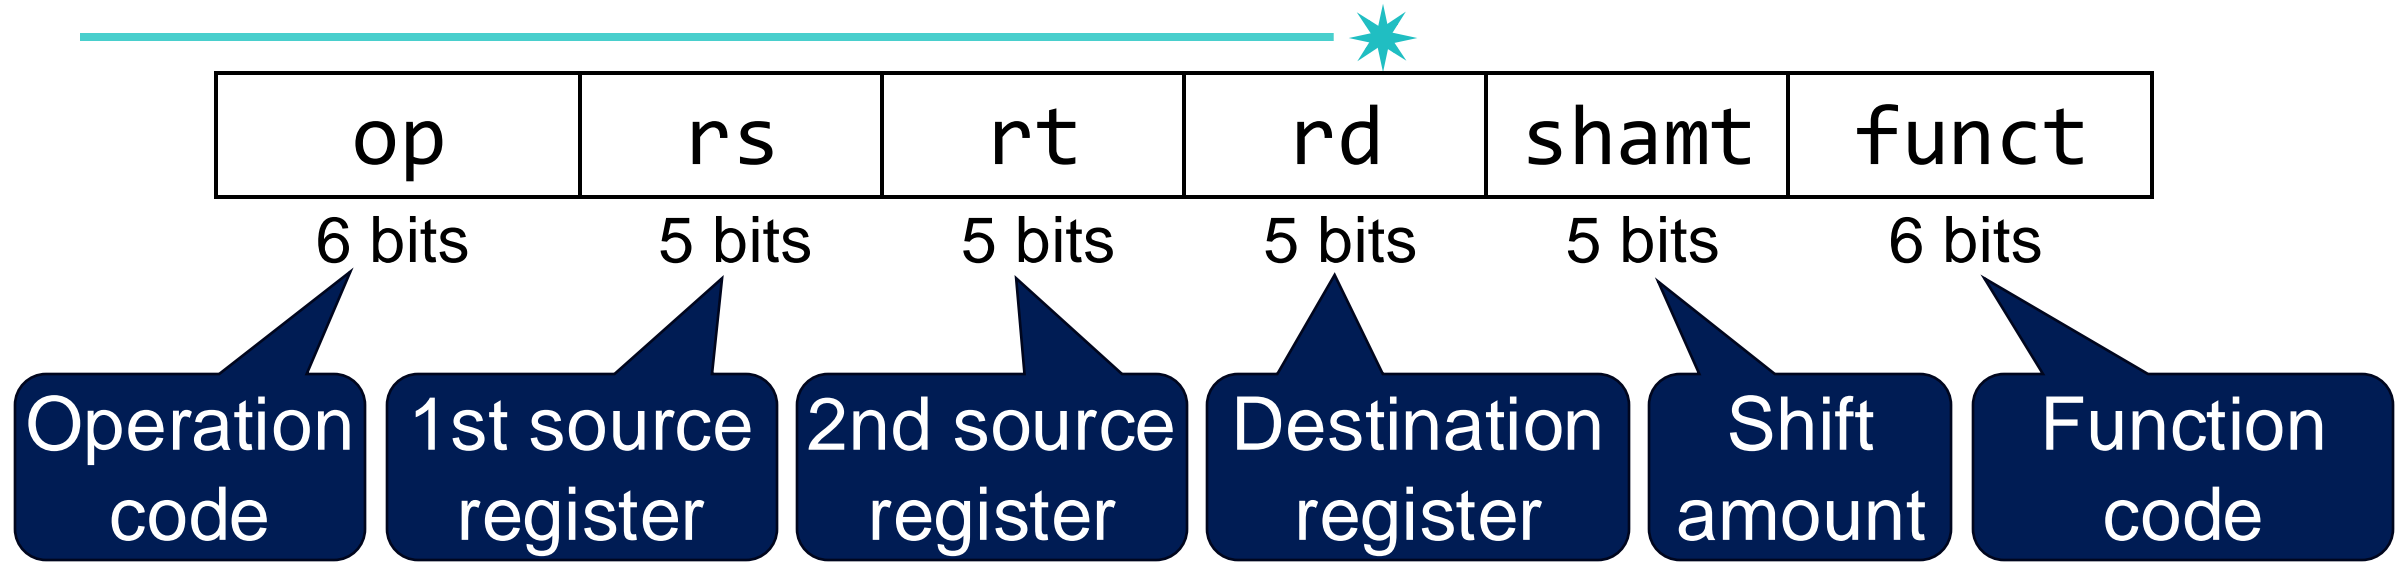 op rs rt rd shamt funct
6 bits 5 bits 5 bits 5 bits 5 bits 6 bits
Operation
code
1st source
register
2nd source
register
Destination
register
Shift
amount
Function
code